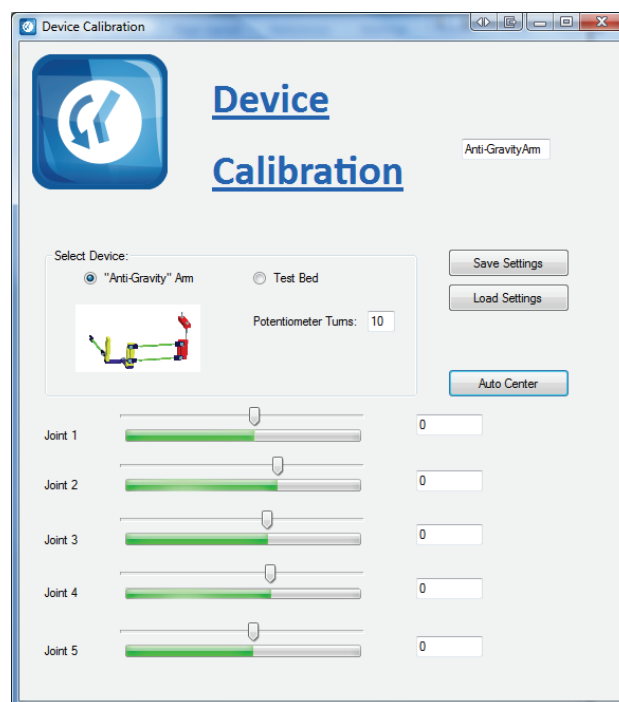 Device Calibration
Device
Calibration
Anti-GravityArm
Select Device:
"Anti-Gravity" Arm
Test Bed
Potentiometer Turns: 10
Save Settings
Load Settings
Auto Center
Joint 1
0
Joint 2
0
Joint 3
0
Joint 4
0
Joint 5
0